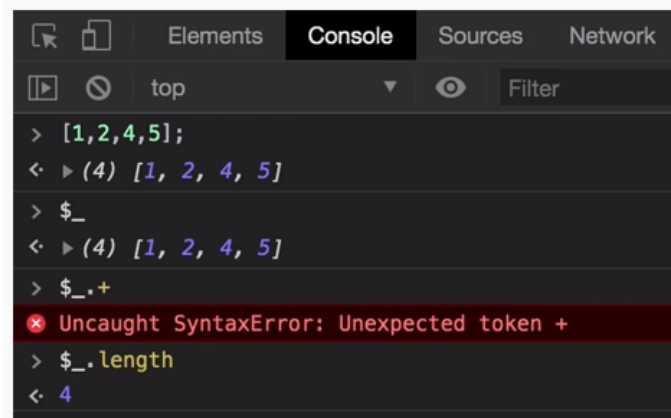 Elements Console Sources Network
top Filter
> [1,2,4,5];
(4) [1, 2, 4, 5]
> $_
(4) [1, 2, 4, 5]
> $_.+
Uncaught SyntaxError: Unexpected token +
> $_.length
4